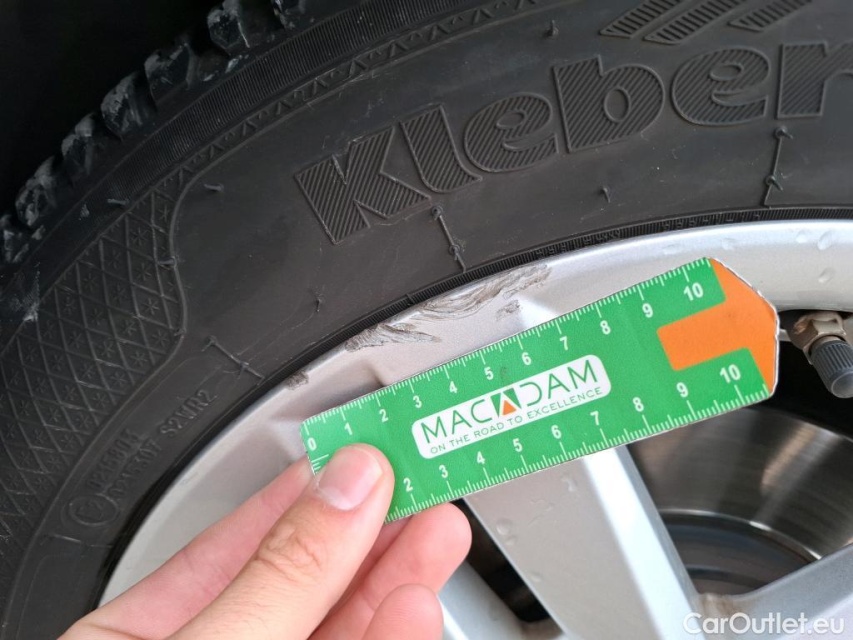 Kleber
0 1 2 3 4 5 6 7 8 9 10
MACADAM
ON THE ROAD TO EXCELLENCE
2 3 4 5 6 7 8 9 10
CarOutlet.eu